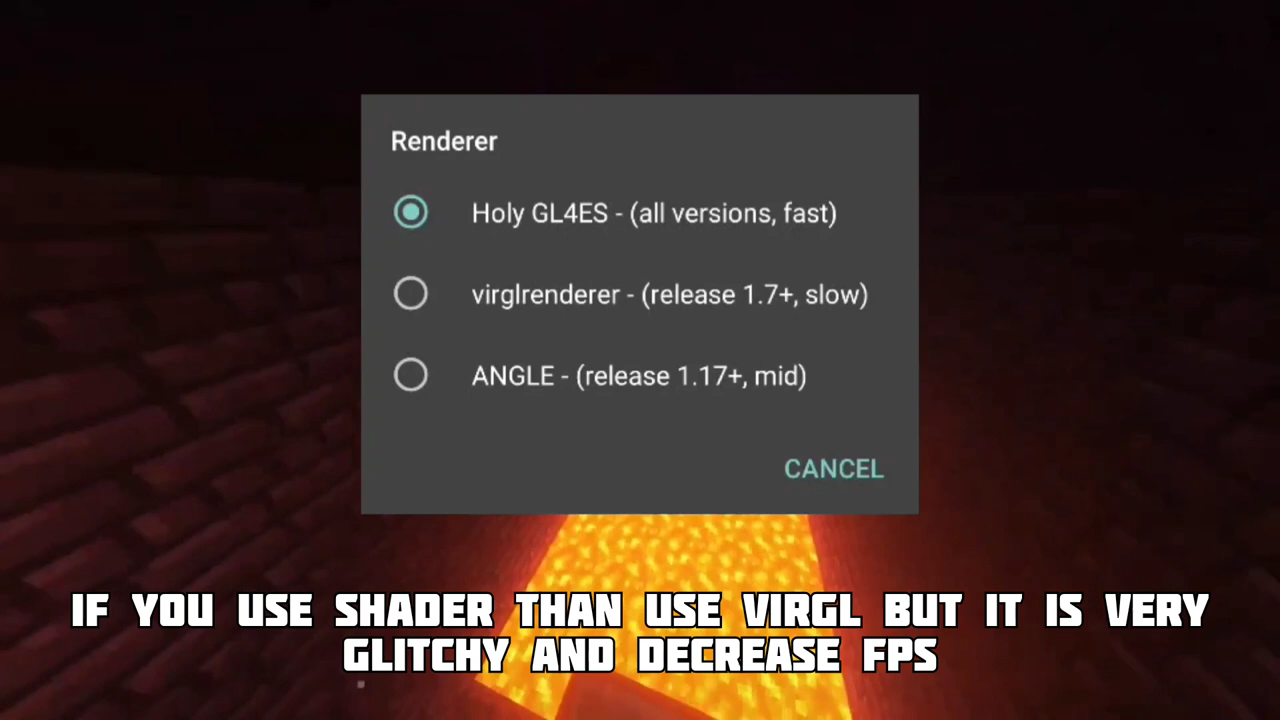 Renderer
Holy GL4ES - (all versions, fast)
virglrenderer - (release 1.7+, slow)
ANGLE - (release 1.17+, mid)
CANCEL
IF YOU USE SHADER THAN USE VIRGL BUT IT IS VERY
GLITCHY AND DECREASE FPS